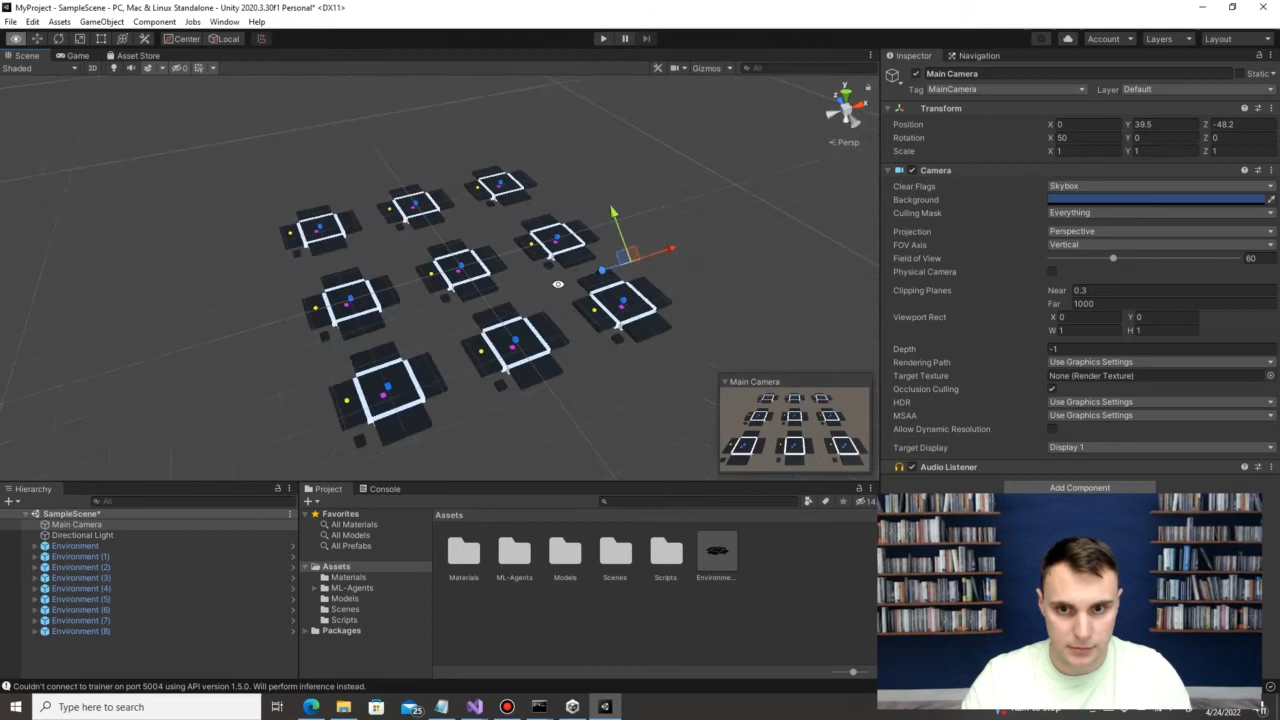 MyProject - SampleScene - PC, Mac & Linux Standalone - Unity 2020.3.30f1 Personal* <DX11>
File Edit Assets GameObject Component Jobs Window Help
Center Local
Account Layers Layout
Scene Game Asset Store
Shaded 2D 0 Gizmos All
y
x
z
Persp
Main Camera
Inspector Navigation
Main Camera Static
Tag MainCamera Layer Default
Transform
Position X 0 Y 39.5 Z -48.2
Rotation X 50 Y 0 Z 0
Scale X 1 Y 1 Z 1
Camera
Clear Flags Skybox
Background
Culling Mask Everything
Projection Perspective
FOV Axis Vertical
Field of View 60
Physical Camera
Clipping Planes Near 0.3
Far 1000
Viewport Rect X 0 Y 0
W 1 H 1
Depth -1
Rendering Path Use Graphics Settings
Target Texture None (Render Texture)
Occlusion Culling
HDR Use Graphics Settings
MSAA Use Graphics Settings
Allow Dynamic Resolution
Target Display Display 1
Audio Listener
Add Component
Hierarchy
All
SampleScene*
Main Camera
Directional Light
Environment
Environment (1)
Environment (2)
Environment (3)
Environment (4)
Environment (5)
Environment (6)
Environment (7)
Environment (8)
Project Console
14
Favorites
All Materials
All Models
All Prefabs
Assets
Materials
ML-Agents
Models
Scenes
Scripts
Packages
Assets
Materials ML-Agents Models Scenes Scripts Environme...
Couldn't connect to trainer on port 5004 using API version 1.5.0. Will perform inference instead.
Type here to search
25
Rain to stop
4/24/2022